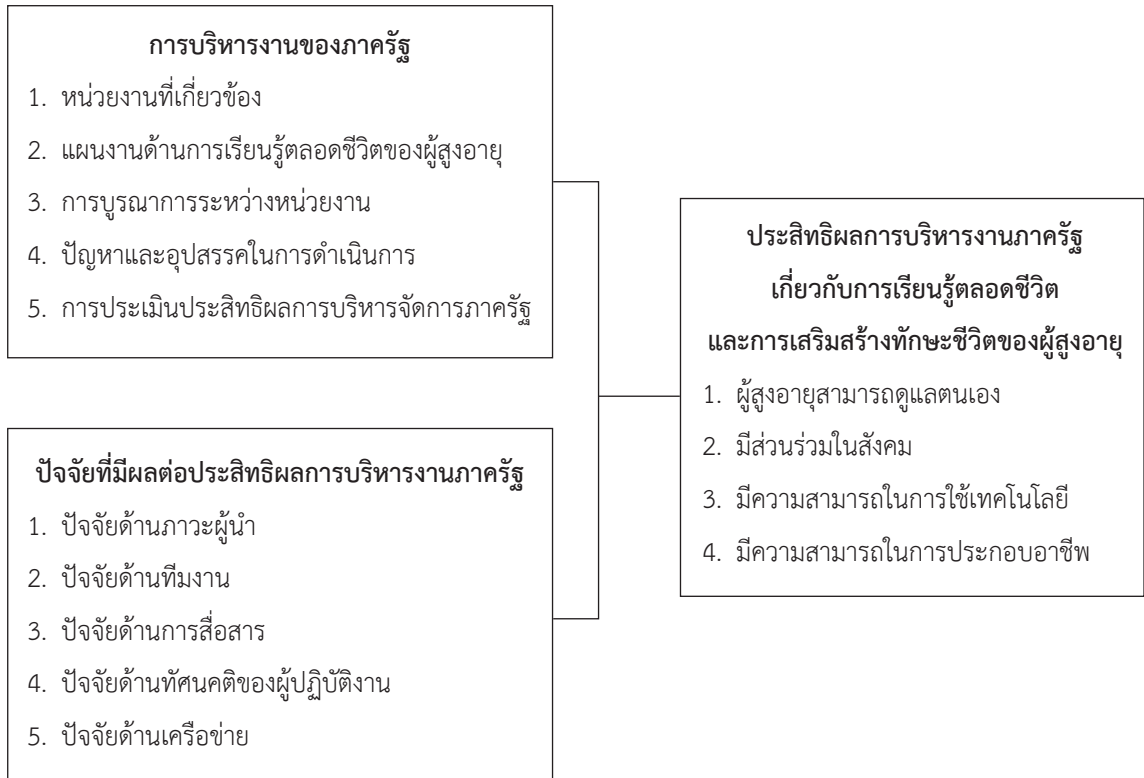 การบริหารงานของภาครัฐ
1. หน่วยงานที่เกี่ยวข้อง
2. แผนงานด้านการเรียนรู้ตลอดชีวิตของผู้สูงอายุ
3. การบูรณาการระหว่างหน่วยงาน
4. ปัญหาและอุปสรรคในการดำเนินการ
5. การประเมินประสิทธิผลการบริหารจัดการภาครัฐ
ปัจจัยที่มีผลต่อประสิทธิผลการบริหารงานภาครัฐ
1. ปัจจัยด้านภาวะผู้นำ
2. ปัจจัยด้านทีมงาน
3. ปัจจัยด้านการสื่อสาร
4. ปัจจัยด้านทัศนคติของผู้ปฏิบัติงาน
5. ปัจจัยด้านเครือข่าย
ประสิทธิผลการบริหารงานภาครัฐ
เกี่ยวกับการเรียนรู้ตลอดชีวิต
และการเสริมสร้างทักษะชีวิตของผู้สูงอายุ
1. ผู้สูงอายุสามารถดูแลตนเอง
2. มีส่วนร่วมในสังคม
3. มีความสามารถในการใช้เทคโนโลยี
4. มีความสามารถในการประกอบอาชีพ